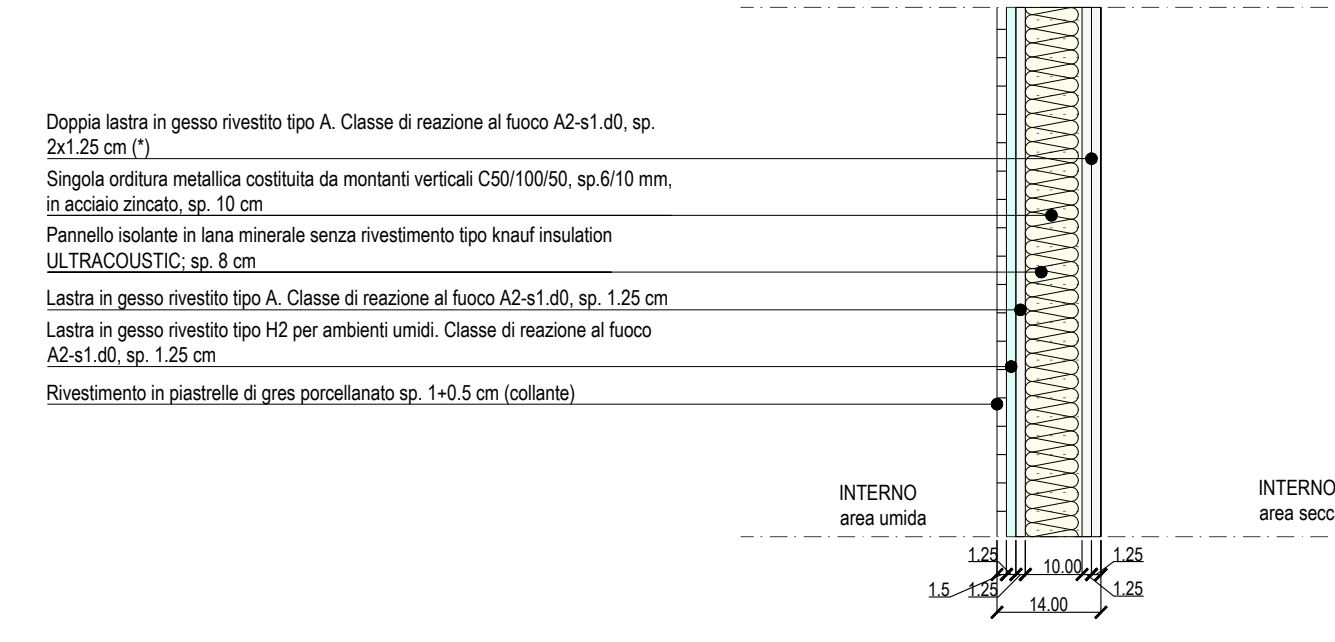 Doppia lastra in gesso rivestito tipo A. Classe di reazione al fuoco A2-s1.d0, sp.
2x1.25 cm (*)
Singola orditura metallica costituita da montanti verticali C50/100/50, sp.6/10 mm,
in acciaio zincato, sp. 10 cm
Pannello isolante in lana minerale senza rivestimento tipo knauf insulation
ULTRACOUSTIC; sp. 8 cm
Lastra in gesso rivestito tipo A. Classe di reazione al fuoco A2-s1.d0, sp. 1.25 cm
Lastra in gesso rivestito tipo H2 per ambienti umidi. Classe di reazione al fuoco
A2-s1.d0, sp. 1.25 cm
Rivestimento in piastrelle di gres porcellanato sp. 1+0.5 cm (collante)
INTERNO
area umida
INTERNO
area secc
1.25
10.00
1.25
1.5
1.25
1.25
14.00